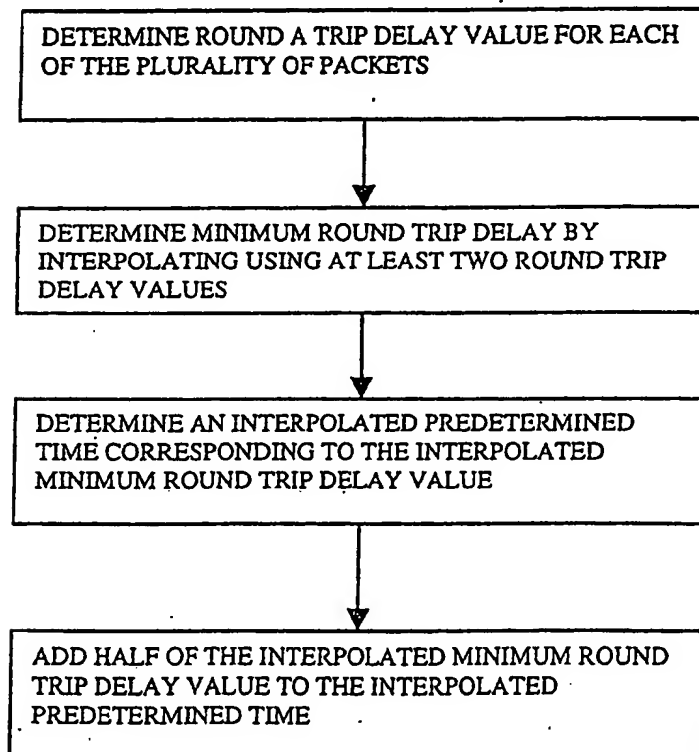 DETERMINE ROUND A TRIP DELAY VALUE FOR EACH
OF THE PLURALITY OF PACKETS
DETERMINE MINIMUM ROUND TRIP DELAY BY
INTERPOLATING USING AT LEAST TWO ROUND TRIP
DELAY VALUES
DETERMINE AN INTERPOLATED PREDETERMINED
TIME CORRESPONDING TO THE INTERPOLATED
MINIMUM ROUND TRIP DELAY VALUE
ADD HALF OF THE INTERPOLATED MINIMUM ROUND
TRIP DELAY VALUE TO THE INTERPOLATED
PREDETERMINED TIME